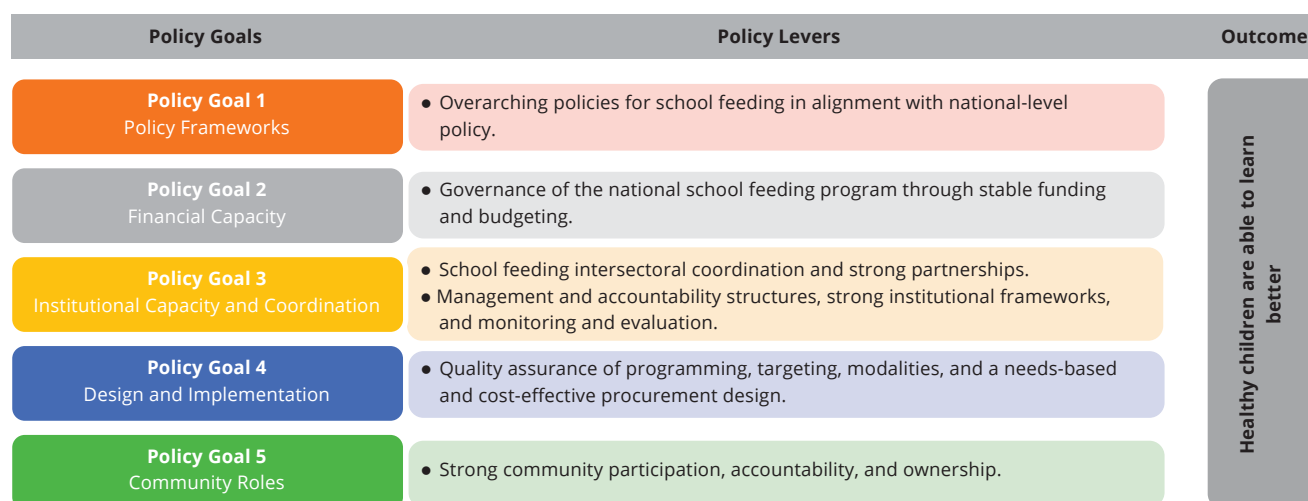 Policy Goals
Policy Levers
Outcome
Policy Goal 1
Policy Frameworks
● Overarching policies for school feeding in alignment with national-level
policy.
Policy Goal 2
Financial Capacity
● Governance of the national school feeding program through stable funding
and budgeting.
Policy Goal 3
Institutional Capacity and Coordination
● School feeding intersectoral coordination and strong partnerships.
● Management and accountability structures, strong institutional frameworks,
and monitoring and evaluation.
Policy Goal 4
Design and Implementation
● Quality assurance of programming, targeting, modalities, and a needs-based
and cost-effective procurement design.
Policy Goal 5
Community Roles
● Strong community participation, accountability, and ownership.
Healthy children are able to learn
better